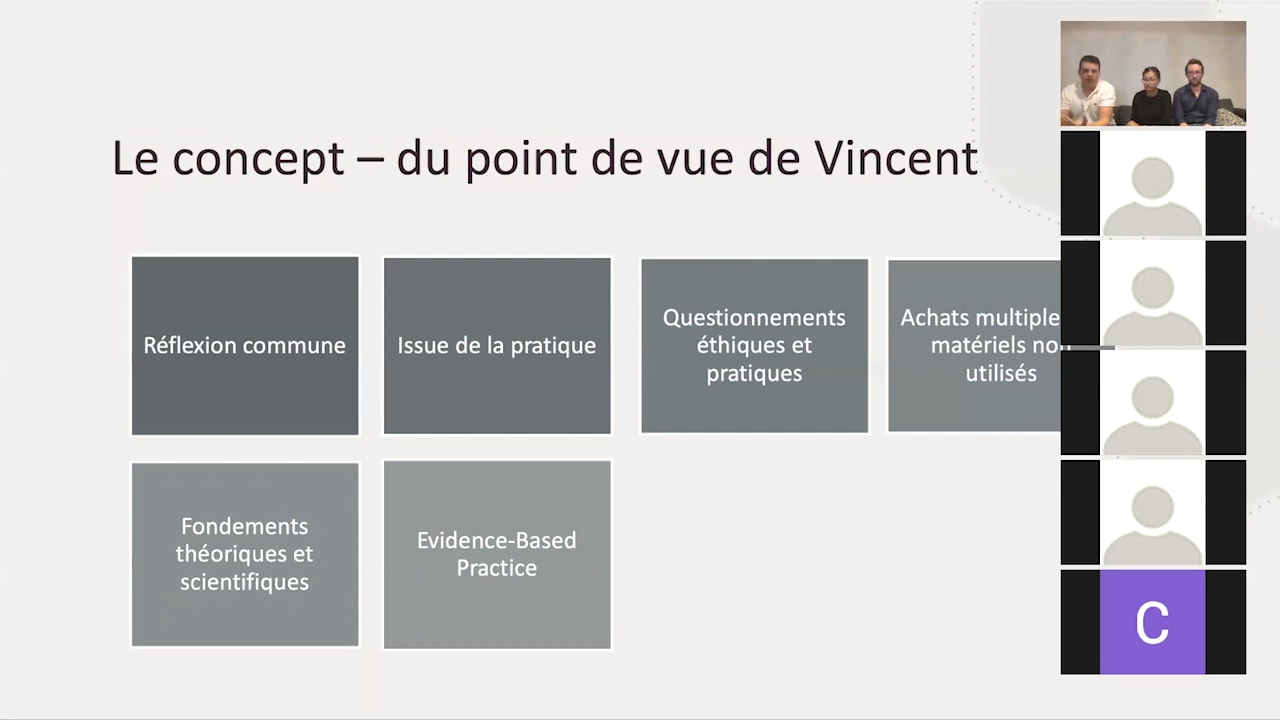 Le concept – du point de vue de Vincent
Réflexion commune
Issue de la pratique
Questionnements
éthiques et
pratiques
Achats multiple
matériels no
utilisés
Fondements
théoriques et
scientifiques
Evidence-Based
Practice
C